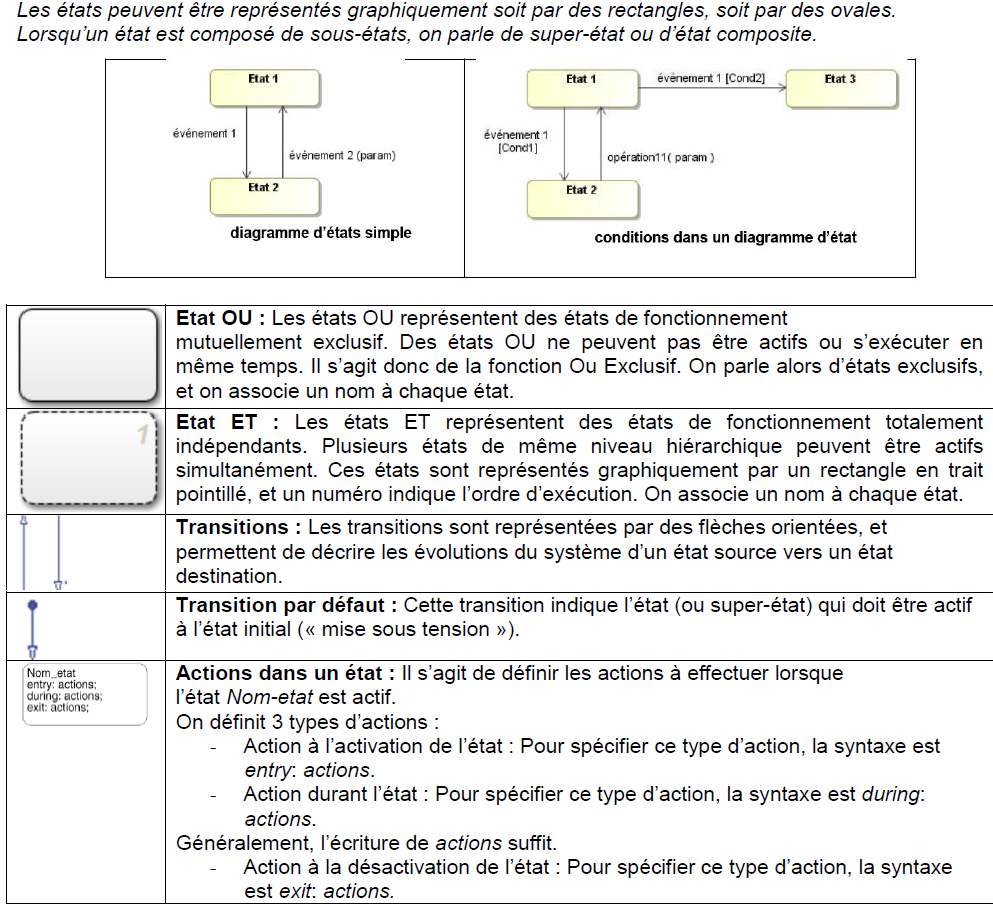 Les états peuvent être représentés graphiquement soit par des rectangles, soit par des ovales.
Lorsqu'un état est composé de sous-états, on parle de super-état ou d'état composite.
Etat 1
événement 1
événement 2 (param)
Etat 2
diagramme d'états simple
Etat 1
événement 1 [Cond2]
Etat 3
événement 1
[Cond1]
opération11( param )
Etat 2
conditions dans un diagramme d'état
Etat OU : Les états OU représentent des états de fonctionnement
mutuellement exclusif. Des états OU ne peuvent pas être actifs ou s'exécuter en
même temps. Il s'agit donc de la fonction Ou Exclusif. On parle alors d'états exclusifs,
et on associe un nom à chaque état.
1
Etat ET : Les états ET représentent des états de fonctionnement totalement
indépendants. Plusieurs états de même niveau hiérarchique peuvent être actifs
simultanément. Ces états sont représentés graphiquement par un rectangle en trait
pointillé, et un numéro indique l'ordre d'exécution. On associe un nom à chaque état.
Transitions : Les transitions sont représentées par des flèches orientées, et
permettent de décrire les évolutions du système d'un état source vers un état
destination.
Transition par défaut : Cette transition indique l'état (ou super-état) qui doit être actif
à l'état initial (« mise sous tension »).
Nom_etat
entry: actions;
during: actions;
exit: actions;
Actions dans un état : Il s'agit de définir les actions à effectuer lorsque
l'état Nom-etat est actif.
On définit 3 types d'actions :
- Action à l'activation de l'état : Pour spécifier ce type d'action, la syntaxe est
entry: actions.
- Action durant l'état : Pour spécifier ce type d'action, la syntaxe est during:
actions.
Généralement, l'écriture de actions suffit.
- Action à la désactivation de l'état : Pour spécifier ce type d'action, la syntaxe
est exit: actions.